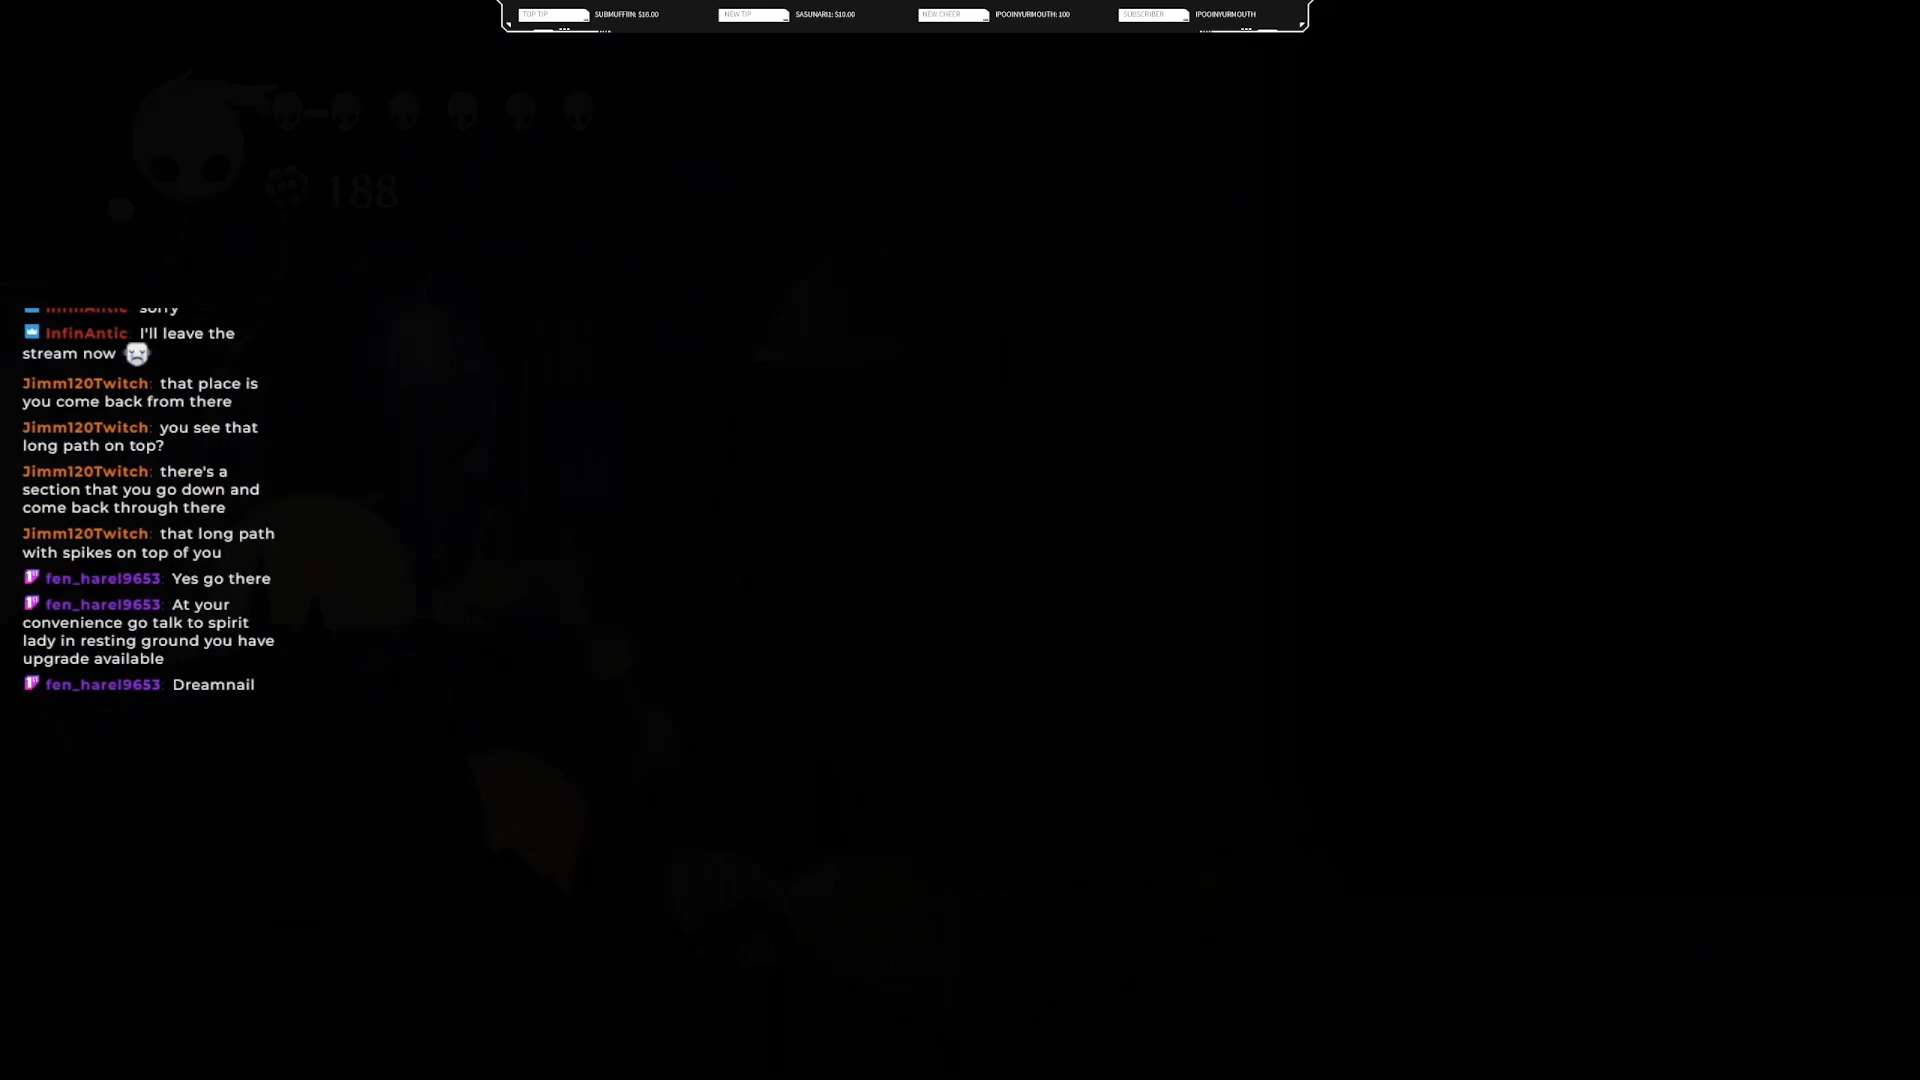 TOP TIP SUBMUFFIIN: $16.00 NEW TIP SASUNARI1: $10.00 NEW CHEER IPOOINYURMOUTH: 100 SUBSCRIBER IPOOINYURMOUTH
188
InfinAntic sorry
InfinAntic I'll leave the
stream now
Jimm120Twitch: that place is
you come back from there
Jimm120Twitch: you see that
long path on top?
Jimm120Twitch: there's a
section that you go down and
come back through there
Jimm120Twitch: that long path
with spikes on top of you
fen_harel9653: Yes go there
fen_harel9653: At your
convenience go talk to spirit
lady in resting ground you have
upgrade available
fen_harel9653: Dreamnail